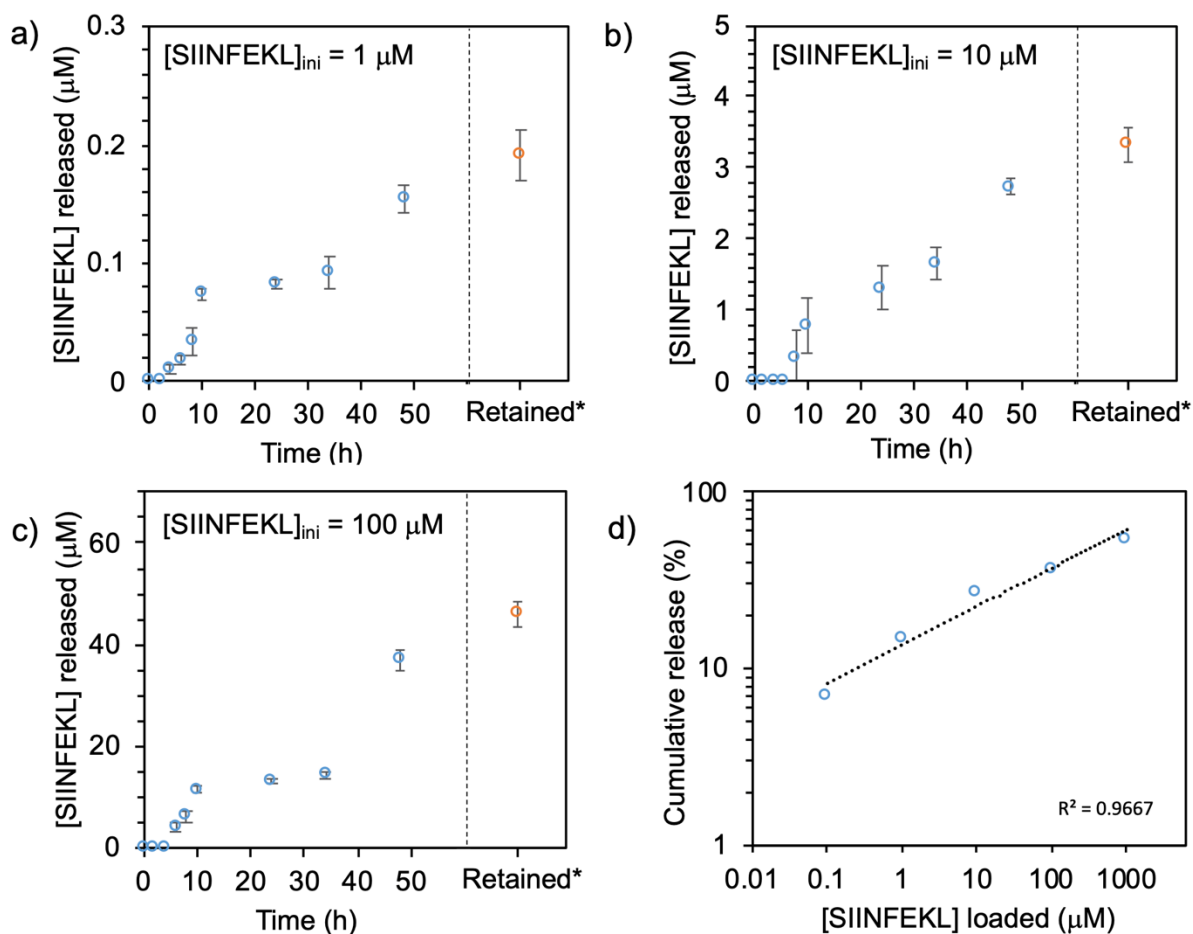 a)
[SIINFEKL]ini = 1 μM
[SIINFEKL] released (μM)
0.3
0.2
0.1
0
0 10 20 30 40 50 Retained*
Time (h)
b)
[SIINFEKL]ini = 10 μM
[SIINFEKL] released (μM)
5
4
3
2
1
0
0 10 20 30 40 50 Retained*
Time (h)
c)
[SIINFEKL]ini = 100 μM
[SIINFEKL] released (μM)
60
40
20
0
0 10 20 30 40 50 Retained*
Time (h)
d)
Cumulative release (%)
100
10
1
R² = 0.9667
0.01 0.1 1 10 100 1000
[SIINFEKL] loaded (μM)